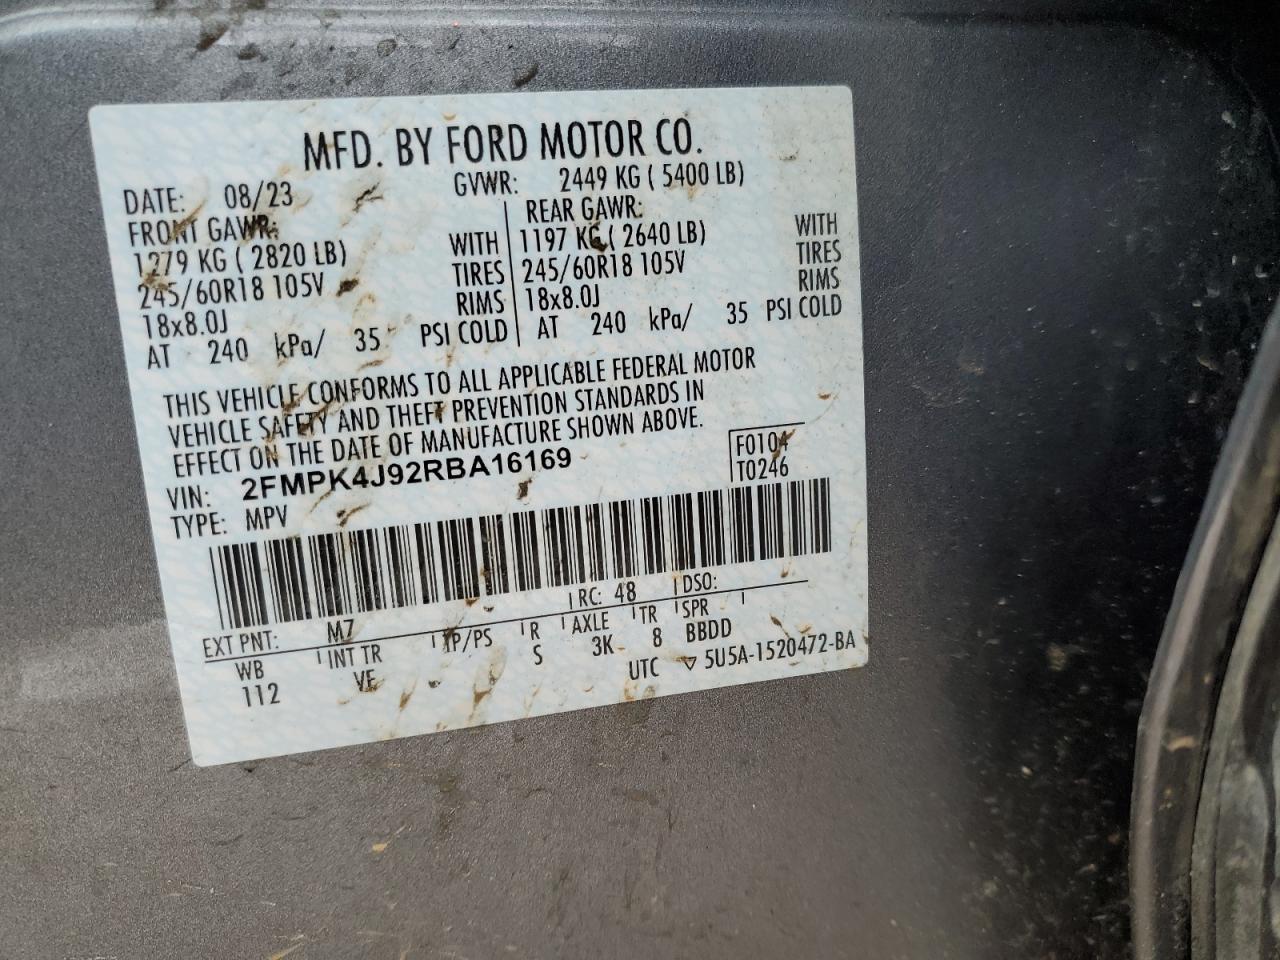 MFD. BY FORD MOTOR CO.
DATE: 08/23 GVWR: 2449 KG ( 5400 LB)
FRONT GAWR: REAR GAWR:
1279 KG ( 2820 LB) WITH 1197 KG ( 2640 LB) WITH
245/60R18 105V TIRES 245/60R18 105V TIRES
18x8.0J RIMS 18x8.0J RIMS
AT 240 kPa/ 35 PSI COLD AT 240 kPa/ 35 PSI COLD
THIS VEHICLE CONFORMS TO ALL APPLICABLE FEDERAL MOTOR
VEHICLE SAFETY AND THEFT PREVENTION STANDARDS IN
EFFECT ON THE DATE OF MANUFACTURE SHOWN ABOVE.
VIN: 2FMPK4J92RBA16169 F0104
TYPE: MPV T0246
EXT PNT: M7 RC: 48 DSO:
WB INT TR TP/PS R AXLE TR SPR
112 VF S 3K 8 BBDD
UTC ▽ 5U5A-1520472-BA